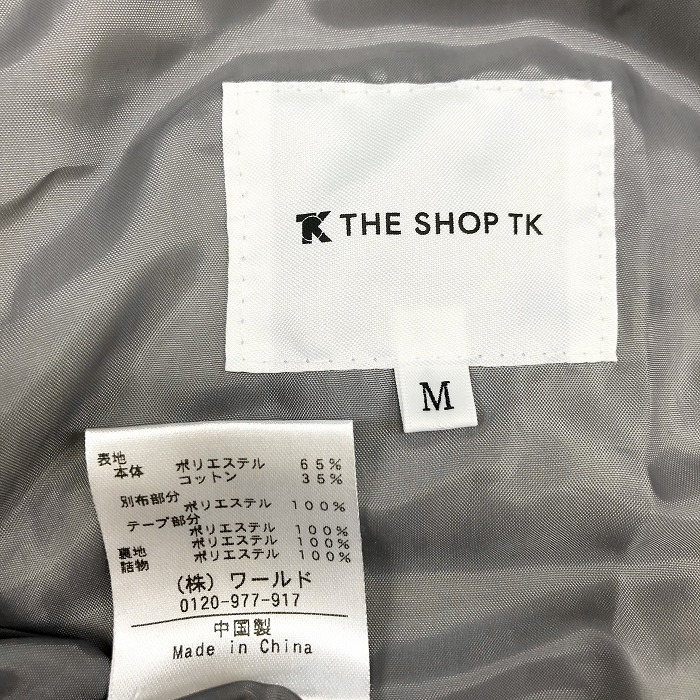 TK THE SHOP TK
M
表地
本体 ポリエステル 65%
コットン 35%
別布部分
ポリエステル 100%
テープ部分
ポリエステル 100%
裏地 ポリエステル 100%
詰物 ポリエステル 100%
(株) ワールド
0120-977-917
中国製
Made in China